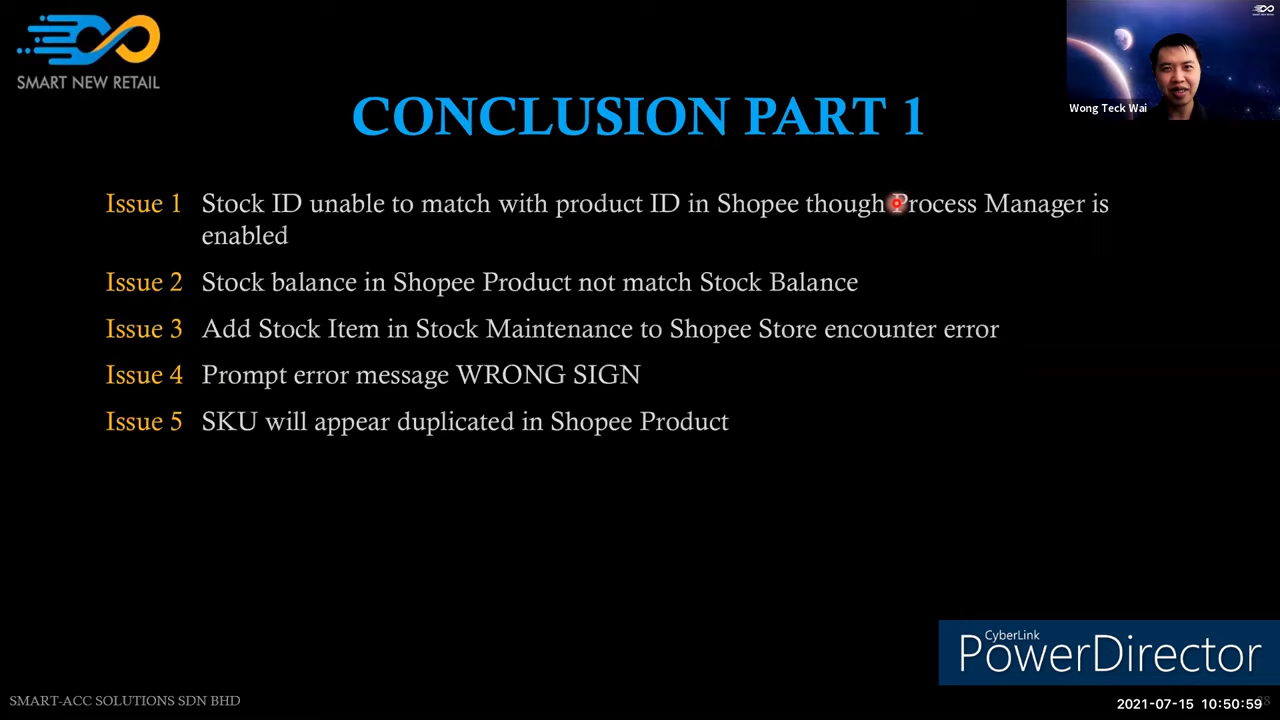 SMART NEW RETAIL
Wong Teck Wai
CONCLUSION PART 1
Issue 1 Stock ID unable to match with product ID in Shopee though Process Manager is
enabled
Issue 2 Stock balance in Shopee Product not match Stock Balance
Issue 3 Add Stock Item in Stock Maintenance to Shopee Store encounter error
Issue 4 Prompt error message WRONG SIGN
Issue 5 SKU will appear duplicated in Shopee Product
CyberLink
PowerDirector
SMART-ACC SOLUTIONS SDN BHD
2021-07-15 10:50:59